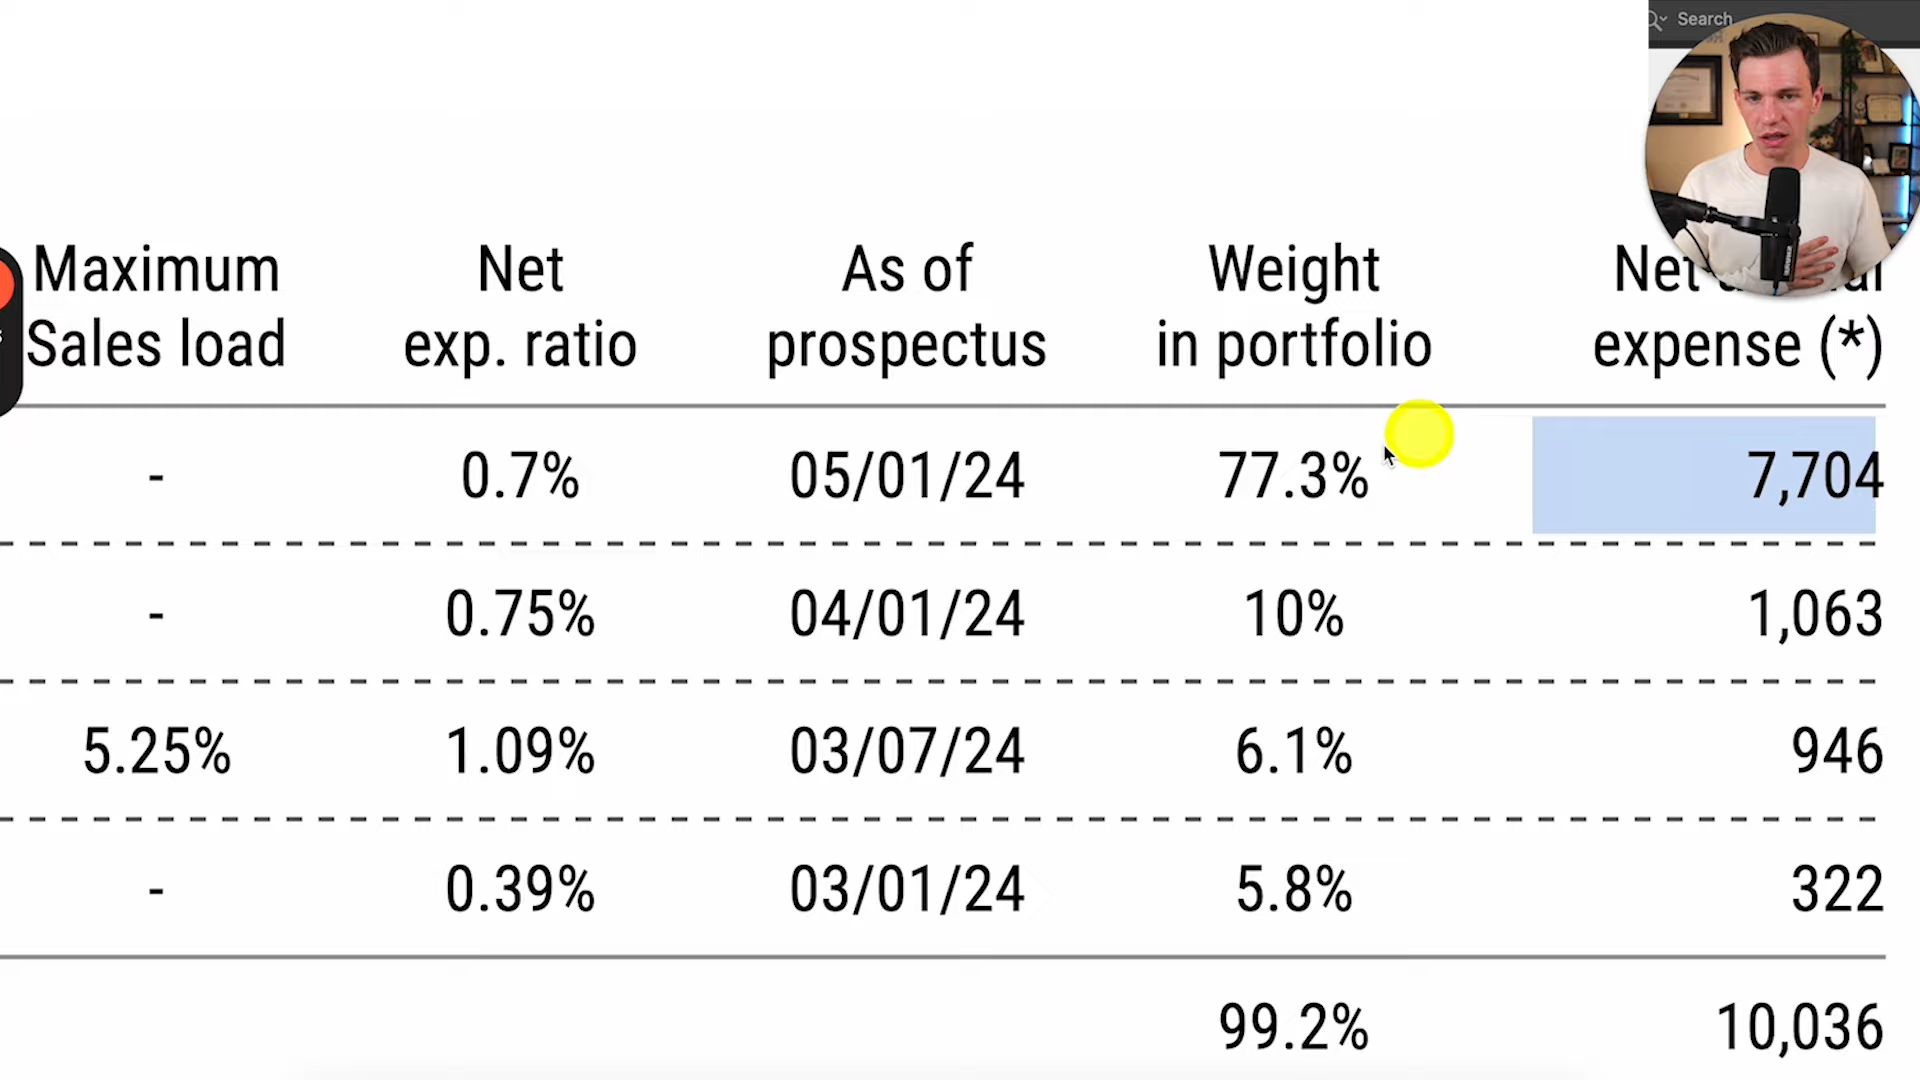 Search
Maximum Net As of Weight Net
Sales load exp. ratio prospectus in portfolio expense (*)
- 0.7% 05/01/24 77.3% 7,704
- 0.75% 04/01/24 10% 1,063
5.25% 1.09% 03/07/24 6.1% 946
- 0.39% 03/01/24 5.8% 322
99.2% 10,036